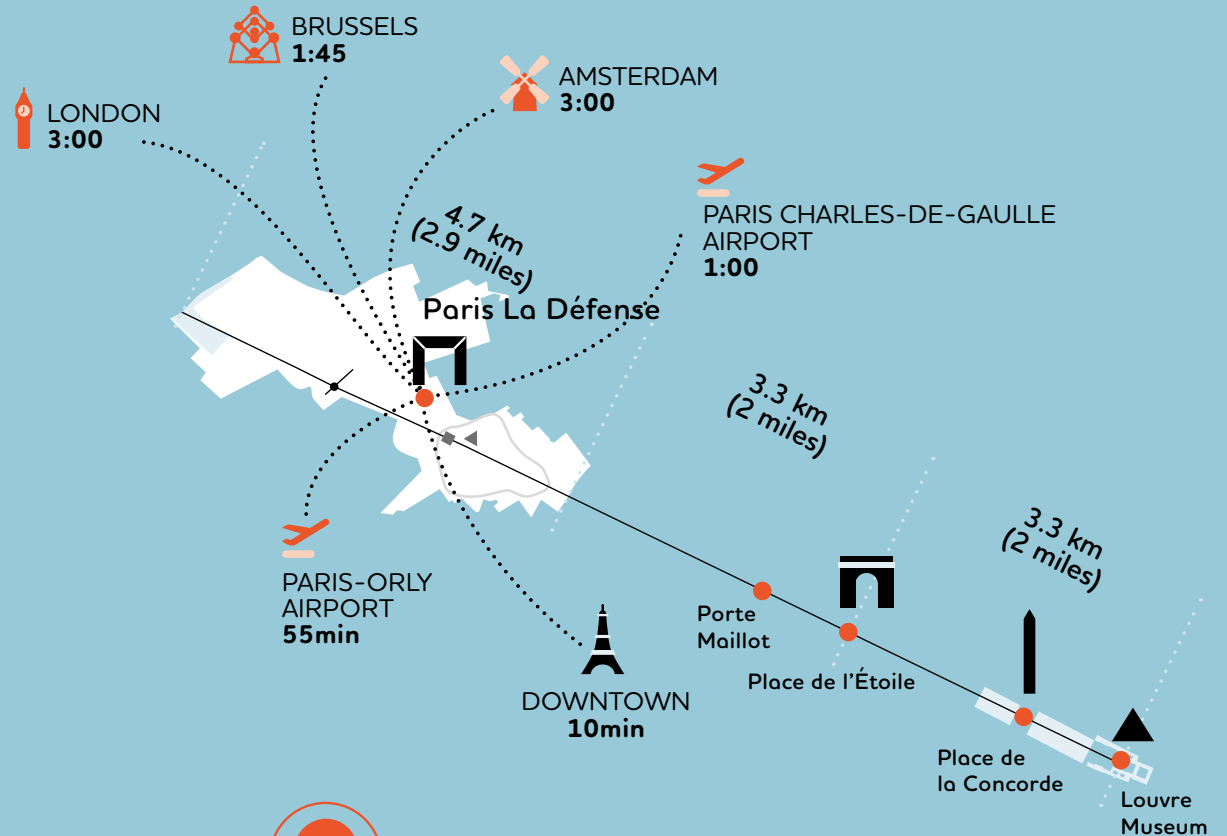 BRUSSELS
1:45
AMSTERDAM
3:00
LONDON
3:00
PARIS CHARLES-DE-GAULLE
AIRPORT
1:00
4.7 km
(2.9 miles)
Paris La Défense
3.3 km
(2 miles)
3.3 km
(2 miles)
PARIS-ORLY
AIRPORT
55min
Porte
Maillot
Place de l'Étoile
DOWNTOWN
10min
Place de
la Concorde
Louvre
Museum